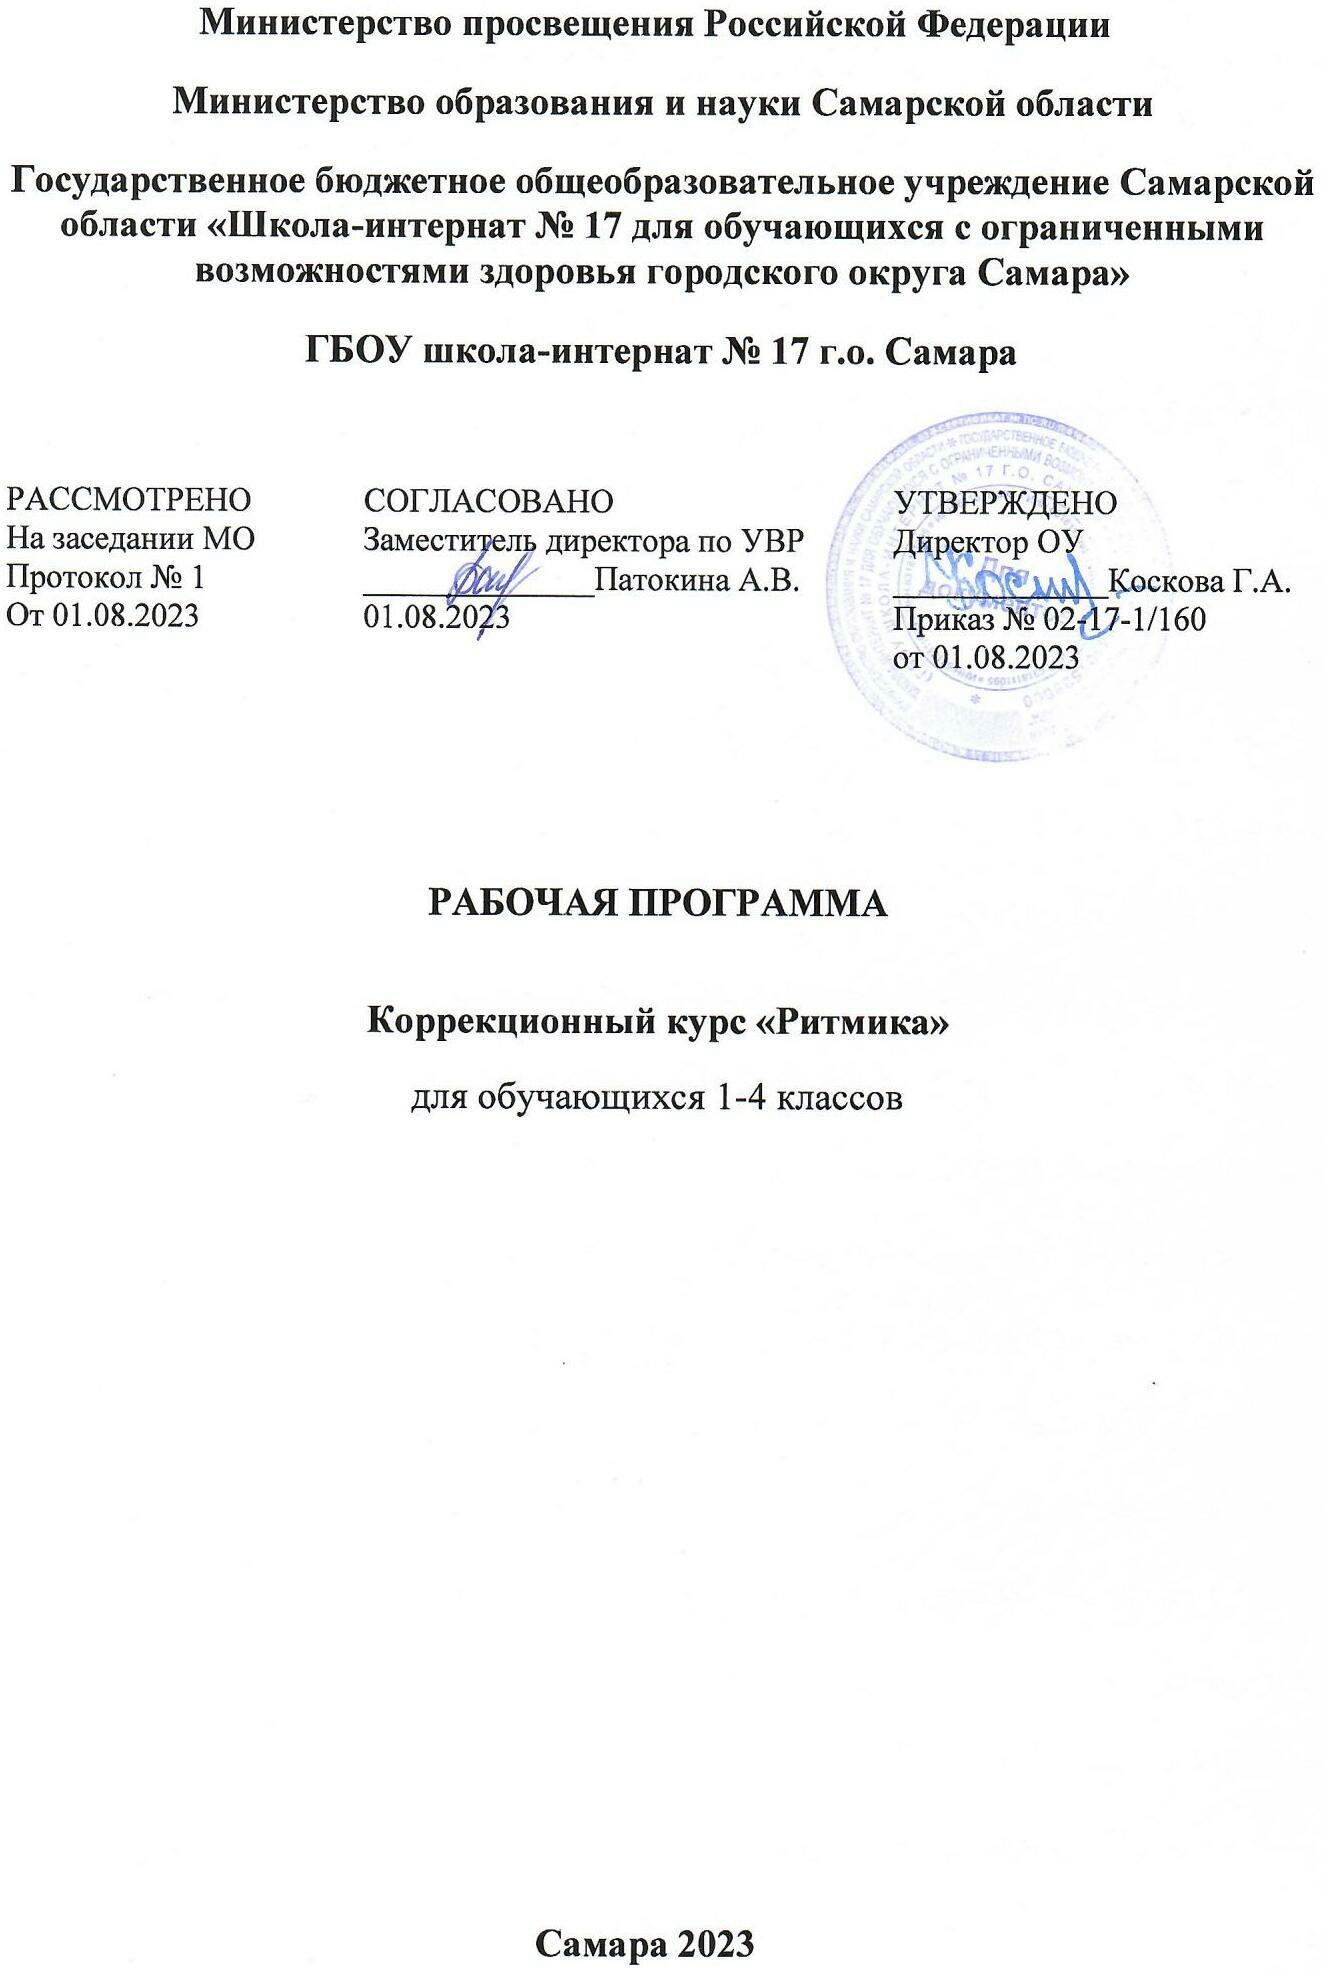 Министерство просвещения Российской Федерации
Министерство образования и науки Самарской области
Государственное бюджетное общеобразовательное учреждение Самарской
области «Школа-интернат № 17 для обучающихся с ограниченными
возможностями здоровья городского округа Самара»
ГБОУ школа-интернат № 17 г.о. Самара
РАССМОТРЕНО
На заседании МО
Протокол № 1
От 01.08.2023
СОГЛАСОВАНО
Заместитель директора по УВР
Патокина А.В.
01.08.2023
УТВЕРЖДЕНО
Директор ОУ
Коскова Г.А.
Приказ № 02-17-1/160
от 01.08.2023
Для
документов
РАБОЧАЯ ПРОГРАММА
Коррекционный курс «Ритмика»
для обучающихся 1-4 классов
Самара 2023